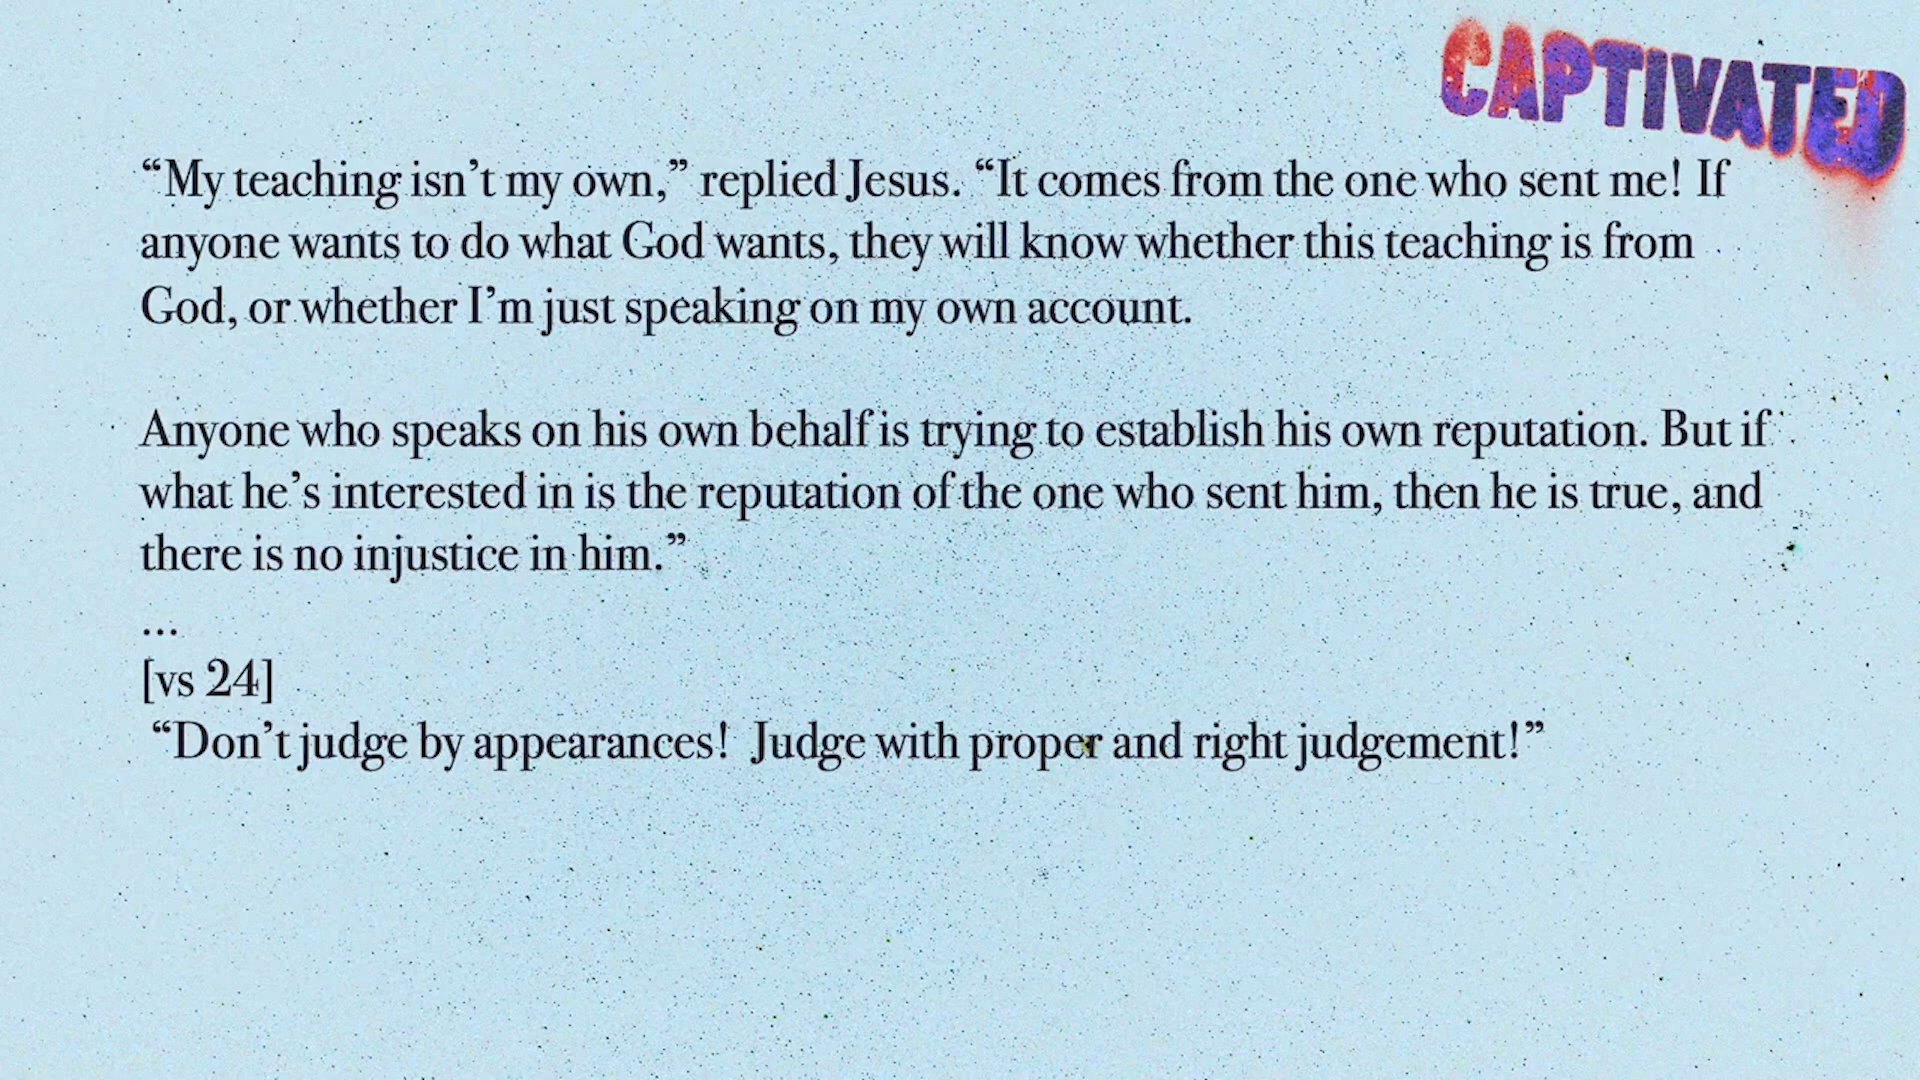 CAPTIVATED
“My teaching isn’t my own,” replied Jesus. “It comes from the one who sent me! If
anyone wants to do what God wants, they will know whether this teaching is from
God, or whether I’m just speaking on my own account.
Anyone who speaks on his own behalf is trying to establish his own reputation. But if
what he’s interested in is the reputation of the one who sent him, then he is true, and
there is no injustice in him.”
...
[vs 24]
“Don’t judge by appearances!  Judge with proper and right judgement!”